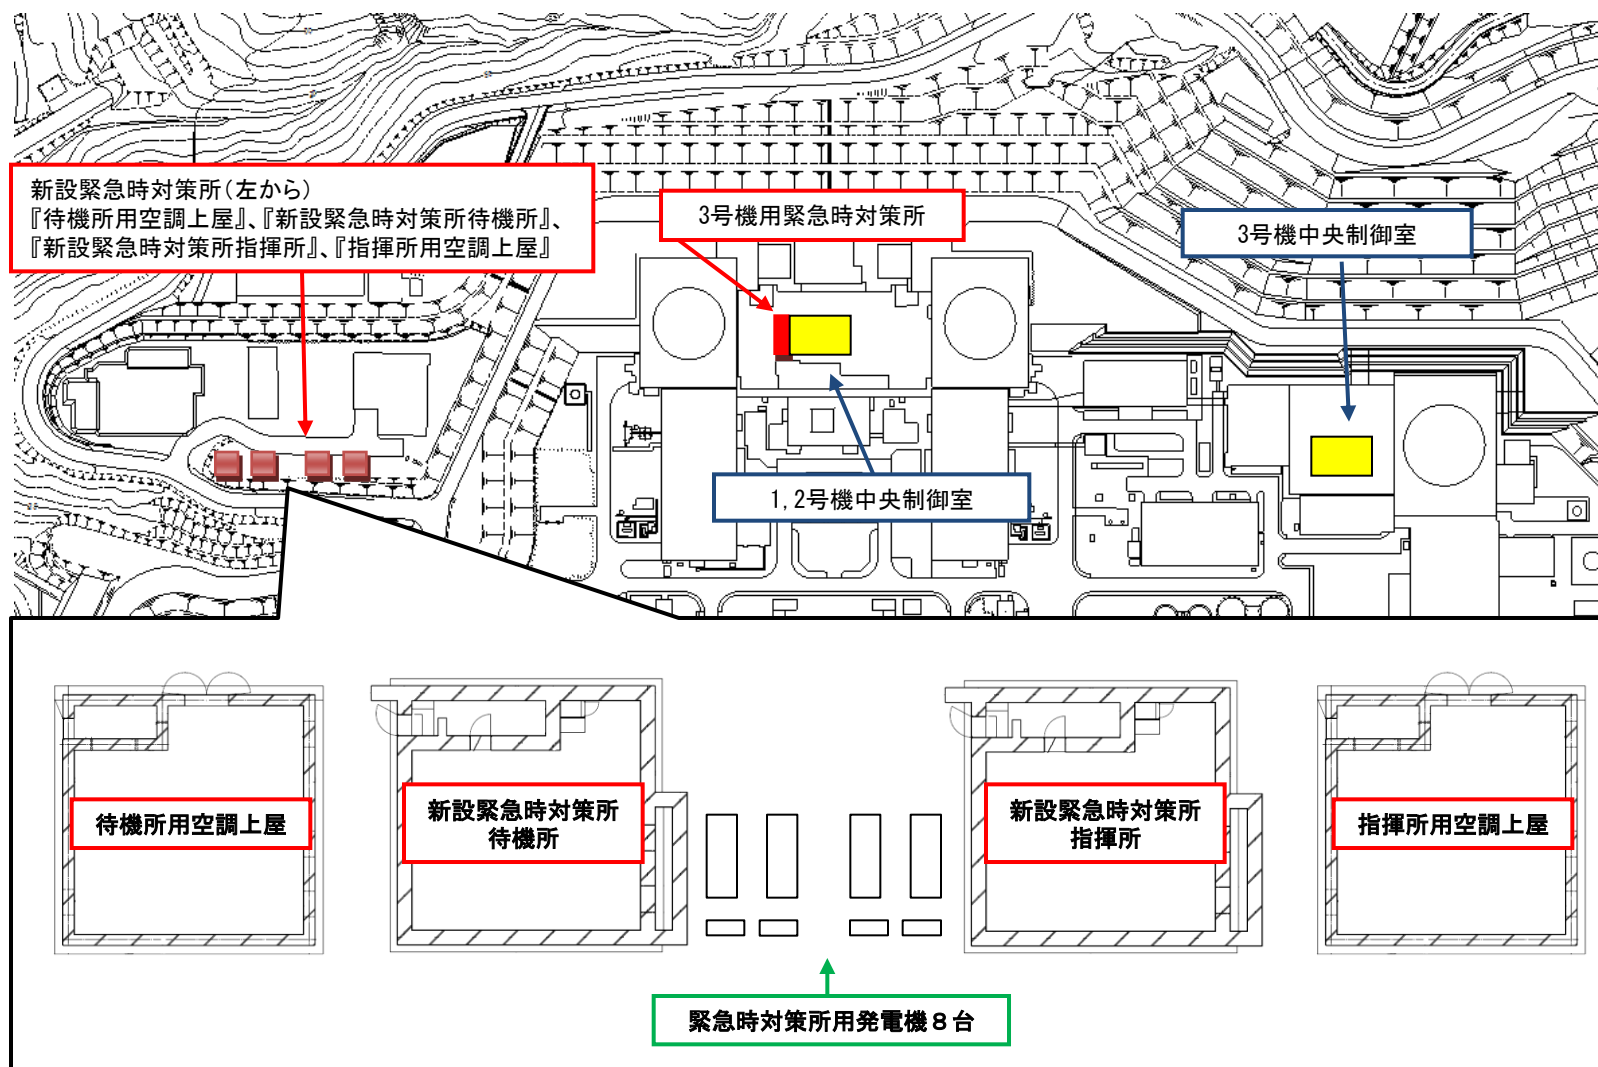 新設緊急時対策所(左から)
『待機所用空調上屋』、『新設緊急時対策所待機所』、
『新設緊急時対策所指揮所』、『指揮所用空調上屋』
3号機用緊急時対策所
3号機中央制御室
1,2号機中央制御室
待機所用空調上屋
新設緊急時対策所
待機所
新設緊急時対策所
指揮所
指揮所用空調上屋
緊急時対策所用発電機8台